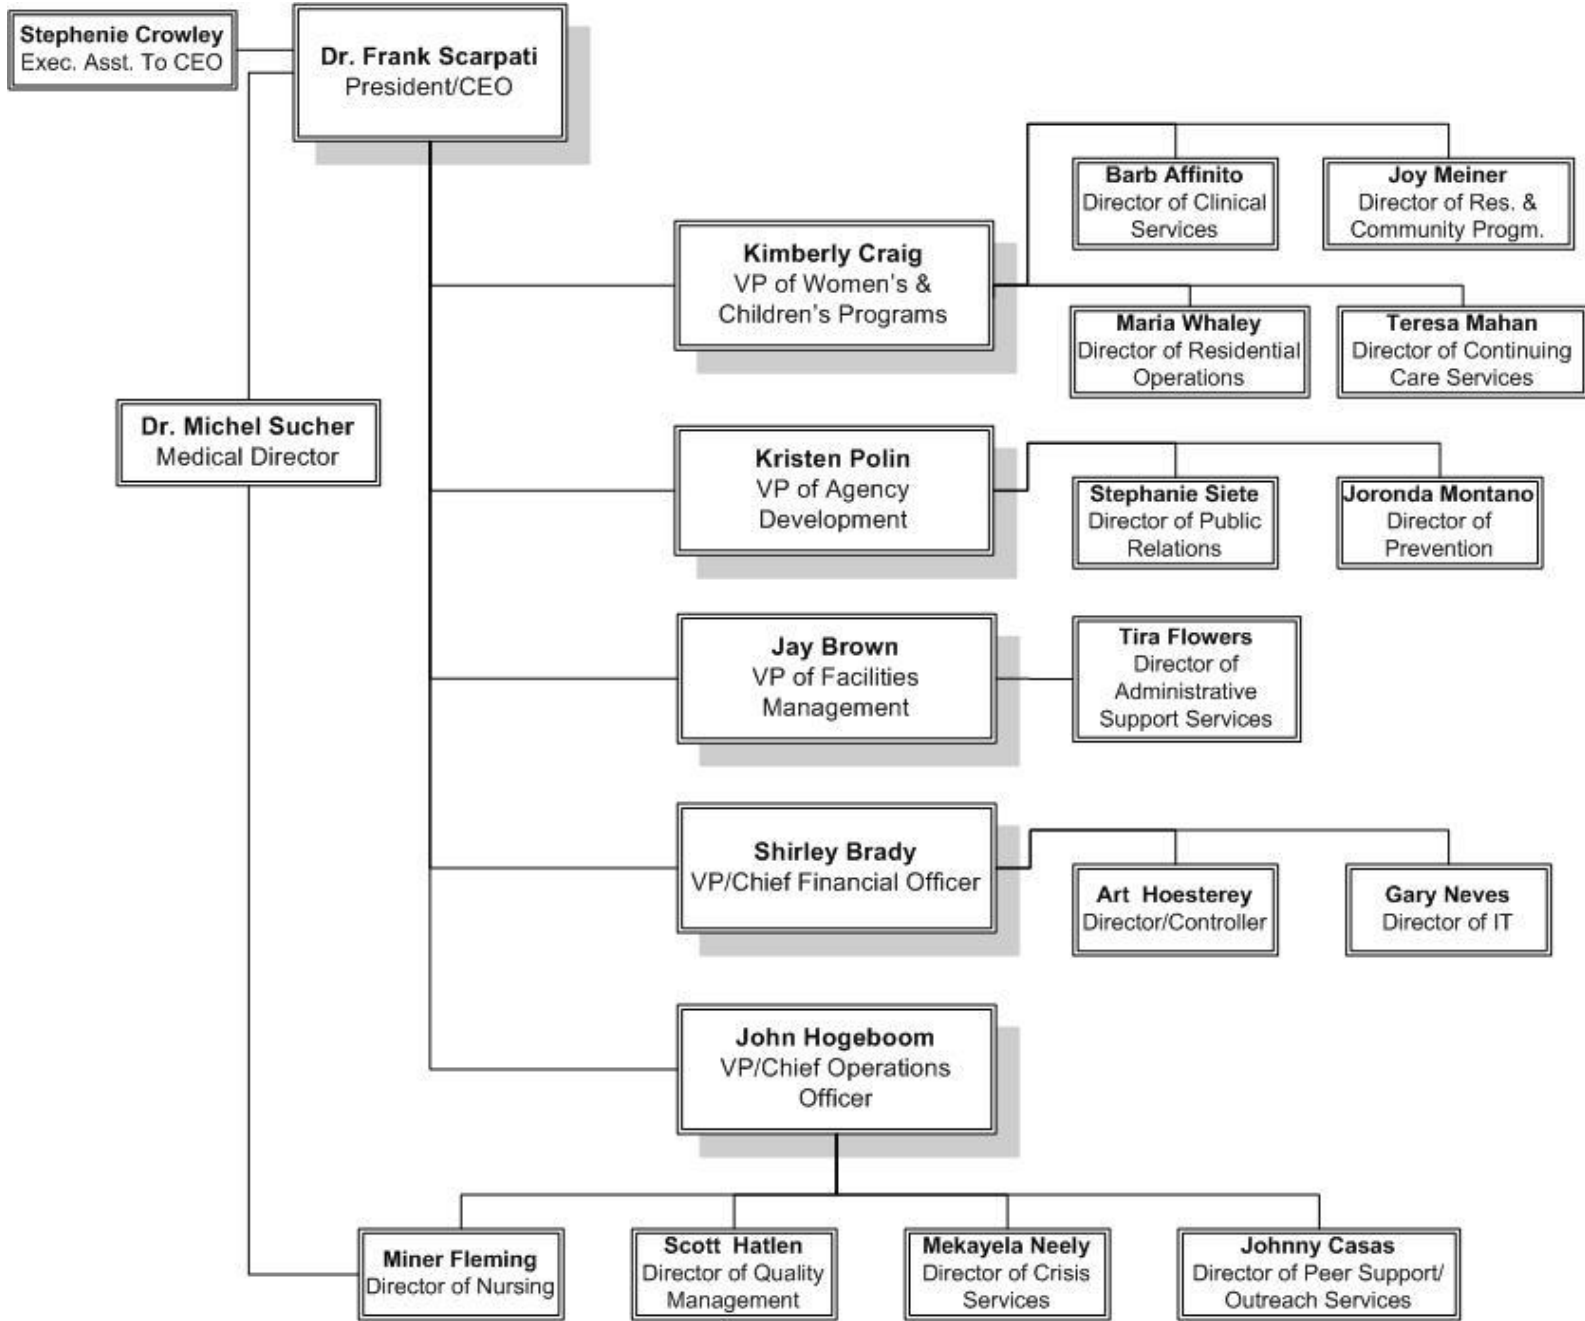 Stephenie Crowley
Exec. Asst. To CEO
Dr. Frank Scarpati
President/CEO
Kimberly Craig
VP of Women's &
Children's Programs
Barb Affinito
Director of Clinical
Services
Joy Meiner
Director of Res. &
Community Progm.
Maria Whaley
Director of Residential
Operations
Teresa Mahan
Director of Continuing
Care Services
Dr. Michel Sucher
Medical Director
Kristen Polin
VP of Agency
Development
Stephanie Siete
Director of Public
Relations
Joronda Montano
Director of
Prevention
Jay Brown
VP of Facilities
Management
Tira Flowers
Director of
Administrative
Support Services
Shirley Brady
VP/Chief Financial Officer
Art Hoesterey
Director/Controller
Gary Neves
Director of IT
John Hogeboom
VP/Chief Operations
Officer
Miner Fleming
Director of Nursing
Scott Hatlen
Director of Quality
Management
Mekayela Neely
Director of Crisis
Services
Johnny Casas
Director of Peer Support/
Outreach Services